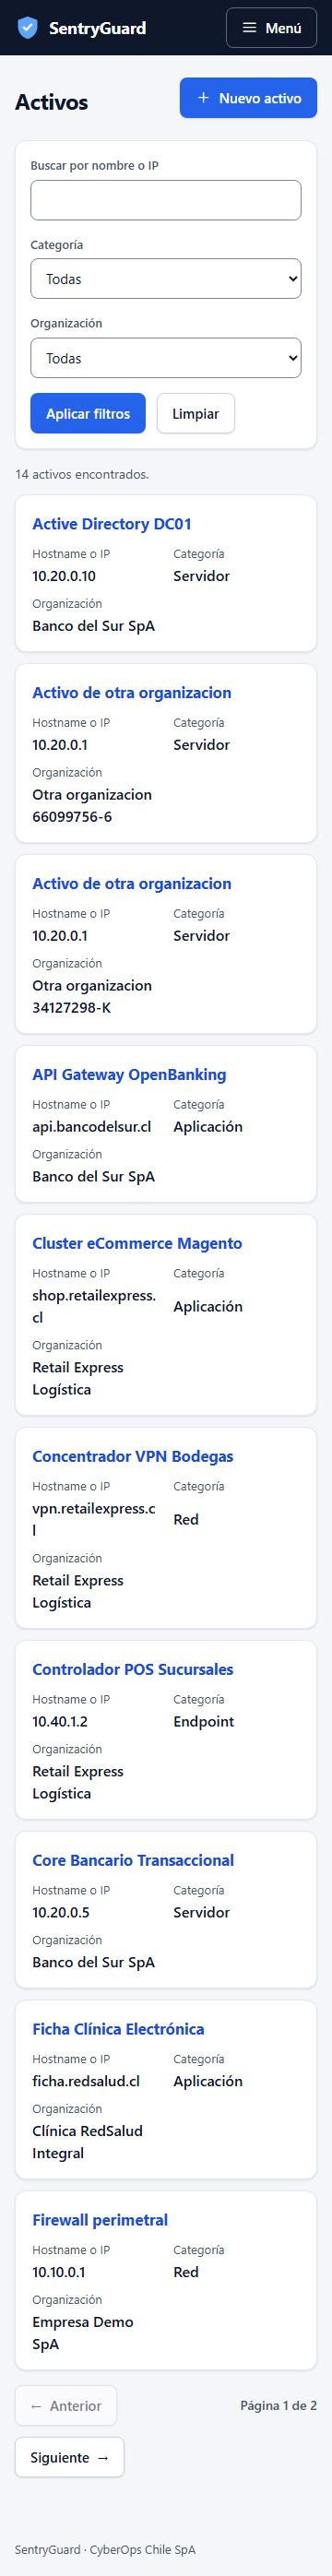 SentryGuard
Menú
Activos
+ Nuevo activo
Buscar por nombre o IP
Categoría
Todas
Organización
Todas
Aplicar filtros
Limpiar
14 activos encontrados.
Active Directory DC01
Hostname o IP Categoría
10.20.0.10 Servidor
Organización
Banco del Sur SpA
Activo de otra organizacion
Hostname o IP Categoría
10.20.0.1 Servidor
Organización
Otra organizacion
66099756-6
Activo de otra organizacion
Hostname o IP Categoría
10.20.0.1 Servidor
Organización
Otra organizacion
34127298-K
API Gateway OpenBanking
Hostname o IP Categoría
api.bancodelsur.cl Aplicación
Organización
Banco del Sur SpA
Cluster eCommerce Magento
Hostname o IP Categoría
shop.retailexpress.
cl
Aplicación
Organización
Retail Express
Logística
Concentrador VPN Bodegas
Hostname o IP Categoría
vpn.retailexpress.c
l
Red
Organización
Retail Express
Logística
Controlador POS Sucursales
Hostname o IP Categoría
10.40.1.2 Endpoint
Organización
Retail Express
Logística
Core Bancario Transaccional
Hostname o IP Categoría
10.20.0.5 Servidor
Organización
Banco del Sur SpA
Ficha Clínica Electrónica
Hostname o IP Categoría
ficha.redsalud.cl Aplicación
Organización
Clínica RedSalud
Integral
Firewall perimetral
Hostname o IP Categoría
10.10.0.1 Red
Organización
Empresa Demo
SpA
← Anterior
Página 1 de 2
Siguiente →
SentryGuard · CyberOps Chile SpA